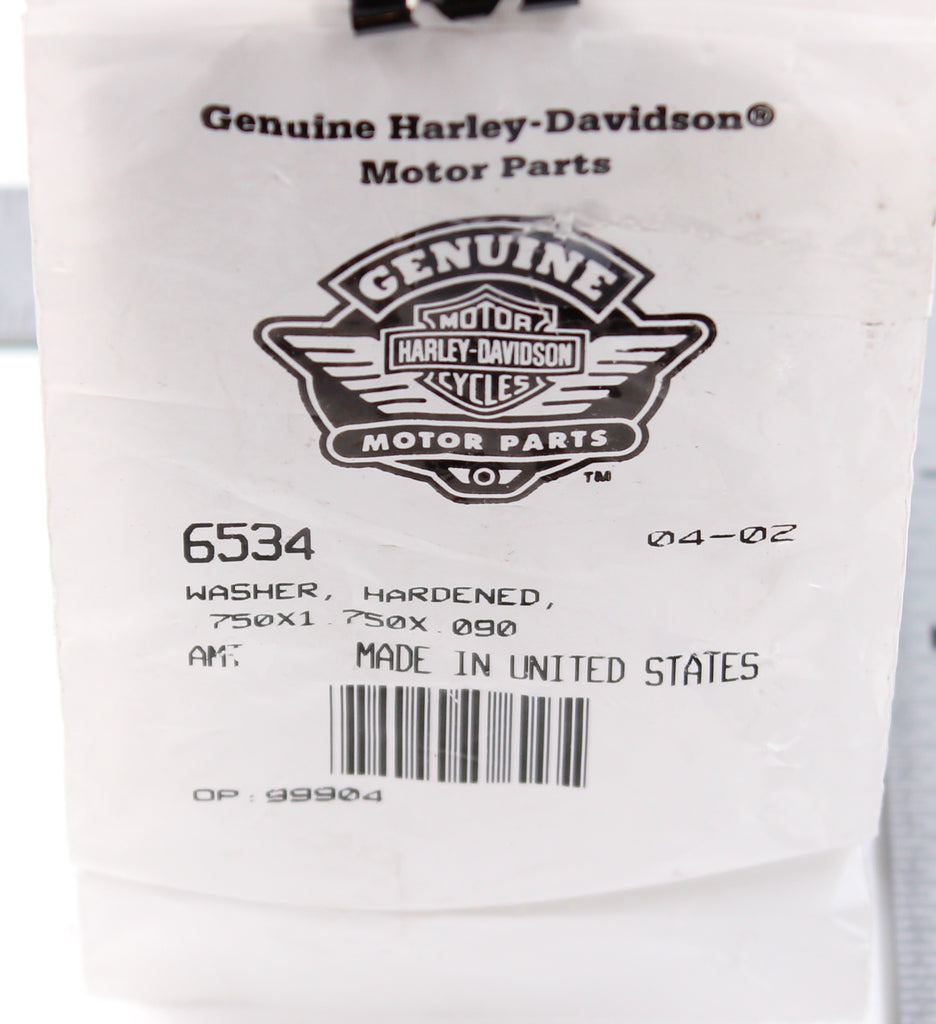 Genuine Harley-Davidson®
Motor Parts
GENUINE
MOTOR
HARLEY-DAVIDSON
CYCLES
MOTOR PARTS
TM
6534 04-02
WASHER, HARDENED,
750X1.750X.090
MADE IN UNITED STATES
OP:99904